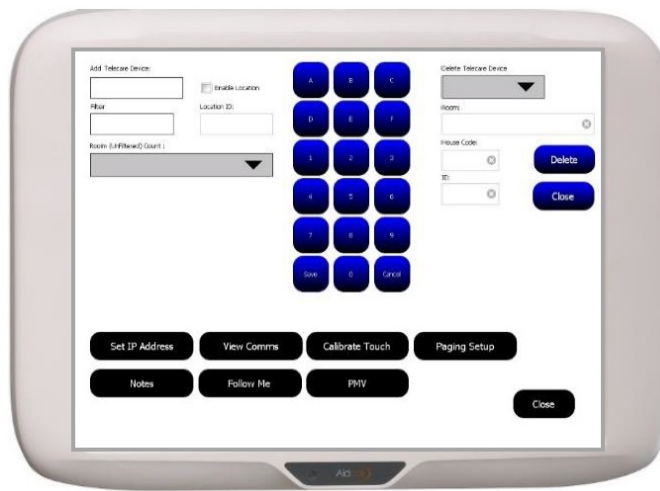 Add Telecare Device:
Enable Location
Filter
Location ID:
Room (UnFiltered) Count :
A B C
D E F
1 2 3
4 5 6
7 8 9
Save 0 Cancel
Delete Telecare Device
Room:
House Code:
ID:
Delete
Close
Set IP Address View Comms Calibrate Touch Paging Setup
Notes Follow Me PMV
Close
Aidcall